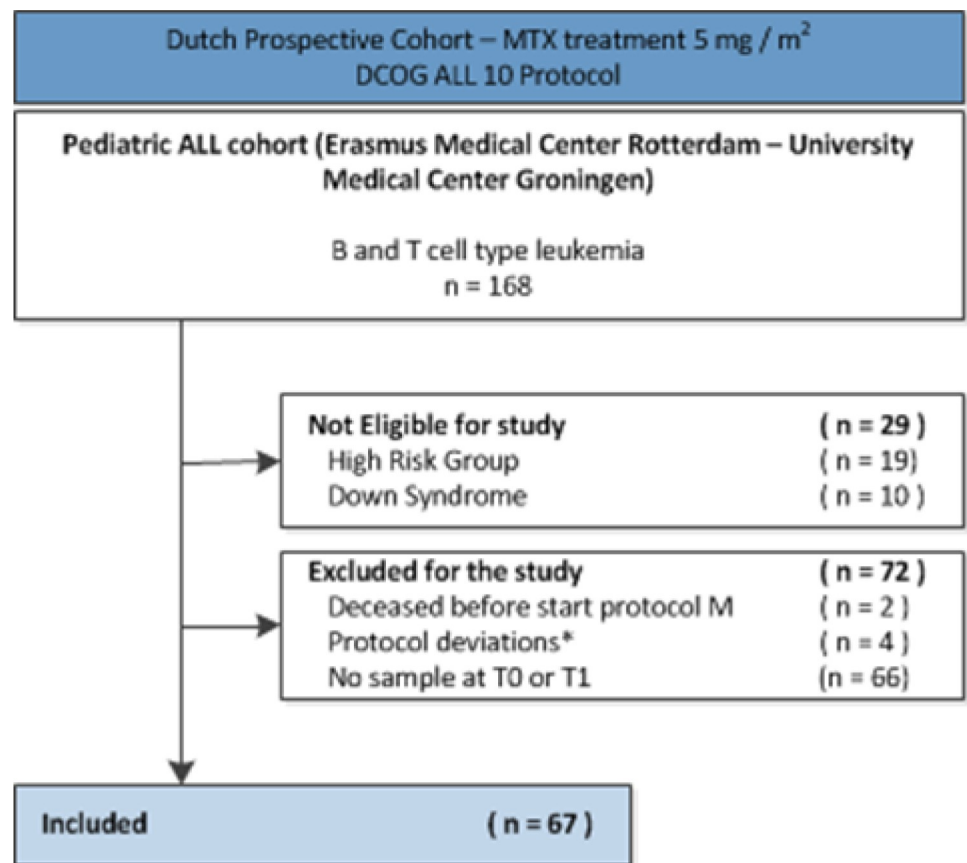 Dutch Prospective Cohort – MTX treatment 5 mg / m²
DCOG ALL 10 Protocol
Pediatric ALL cohort (Erasmus Medical Center Rotterdam – University
Medical Center Groningen)
B and T cell type leukemia
n = 168
Not Eligible for study ( n = 29 )
High Risk Group ( n = 19)
Down Syndrome ( n = 10 )
Excluded for the study ( n = 72 )
Deceased before start protocol M ( n = 2 )
Protocol deviations* ( n = 4 )
No sample at T0 or T1 (n = 66)
Included ( n = 67 )